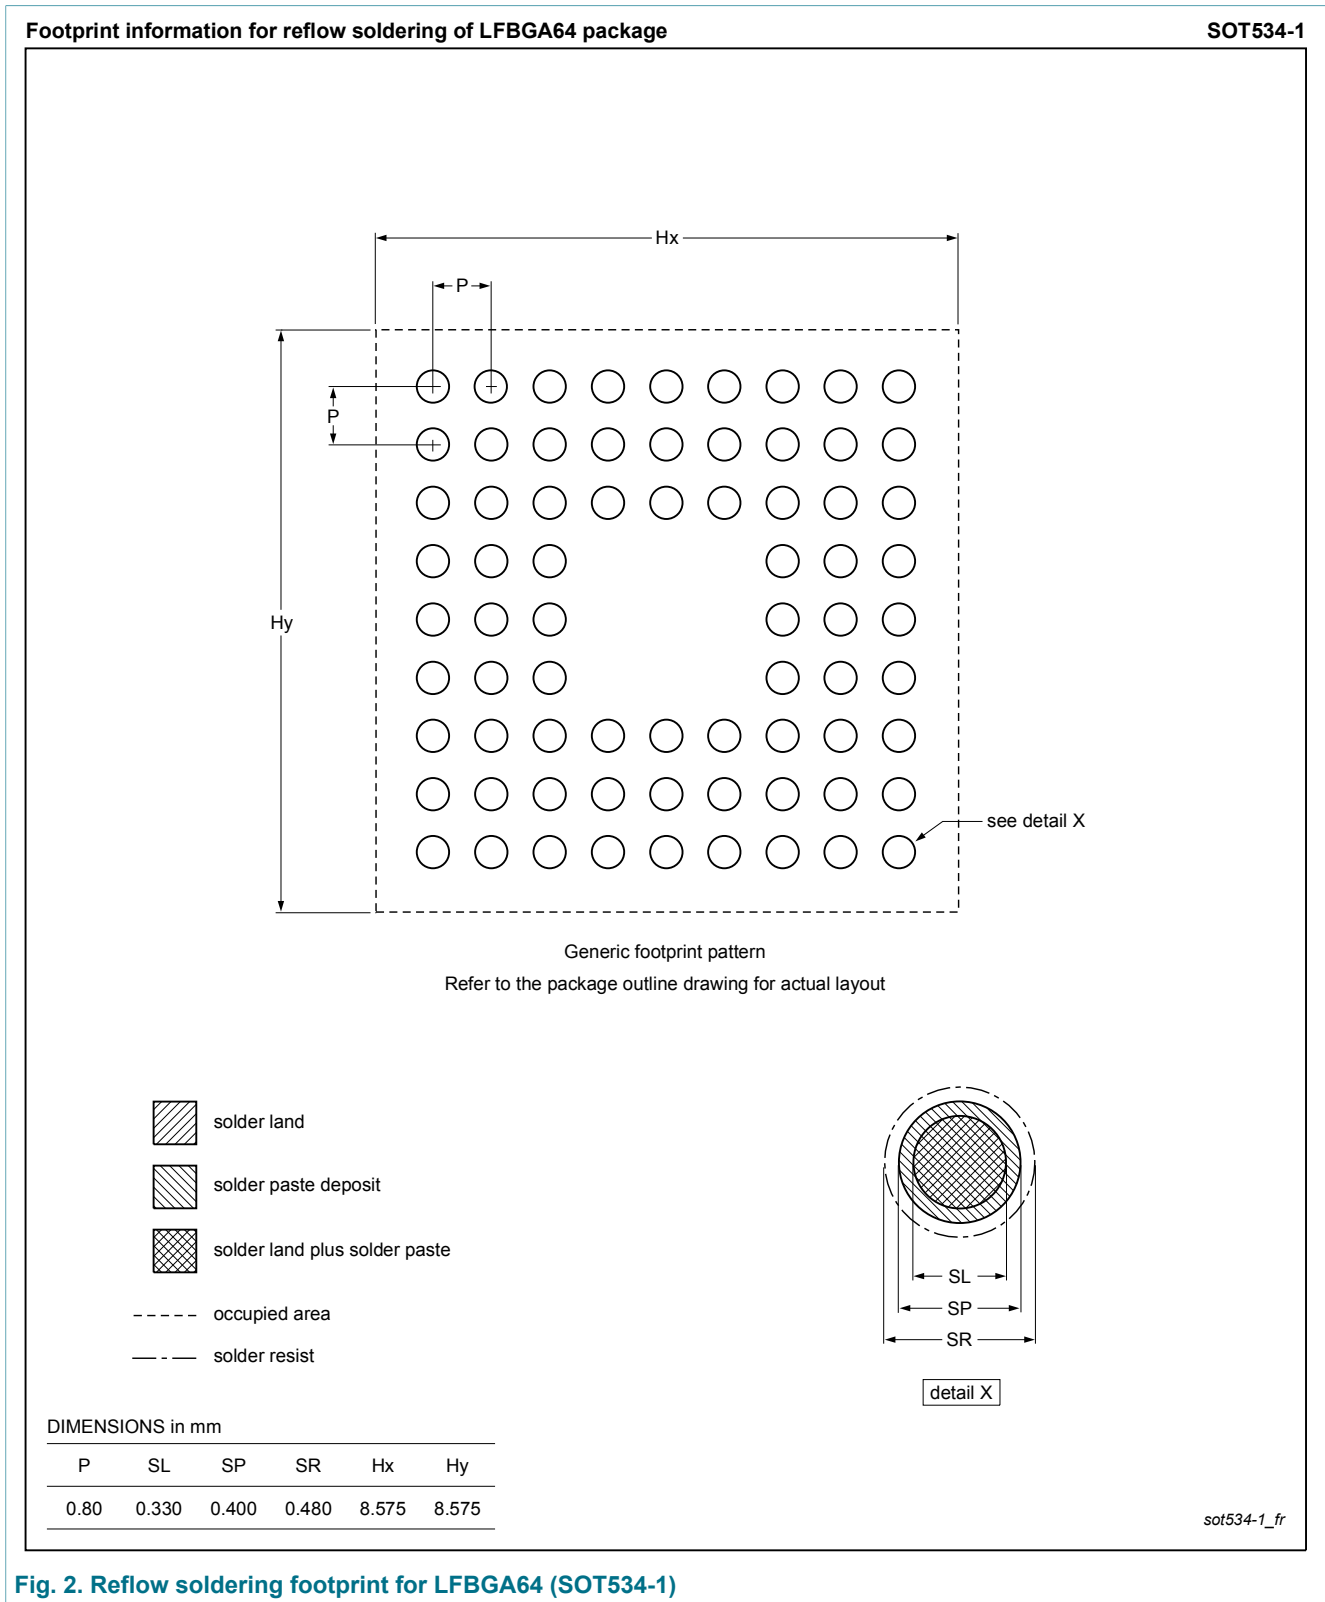 Footprint information for reflow soldering of LFBGA64 package SOT534-1
Hx
P
P
Hy
see detail X
Generic footprint pattern
Refer to the package outline drawing for actual layout
solder land
solder paste deposit
solder land plus solder paste
occupied area
solder resist
SL
SP
SR
detail X
DIMENSIONS in mm
P SL SP SR Hx Hy
0.80 0.330 0.400 0.480 8.575 8.575
sot534-1_fr
Fig. 2. Reflow soldering footprint for LFBGA64 (SOT534-1)